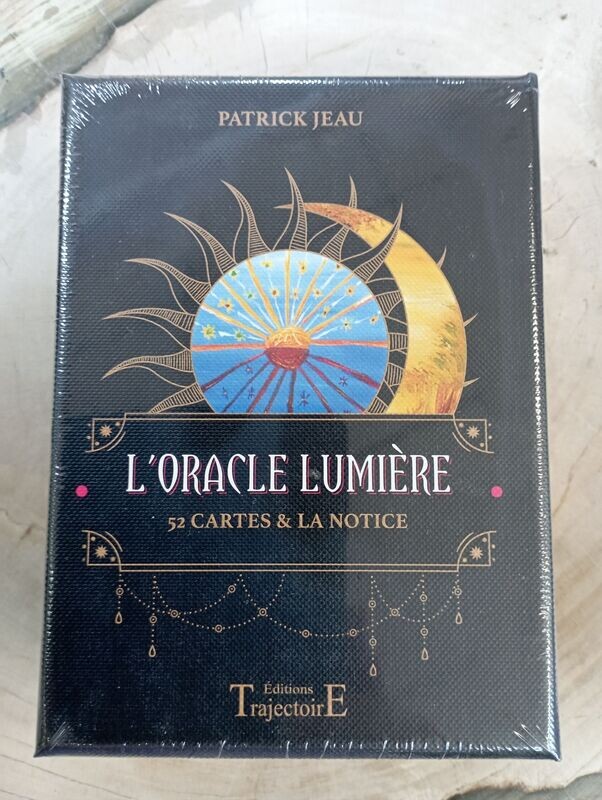 PATRICK JEAU
L'ORACLE LUMIÈRE
52 CARTES & LA NOTICE
Éditions
TrajectoirE